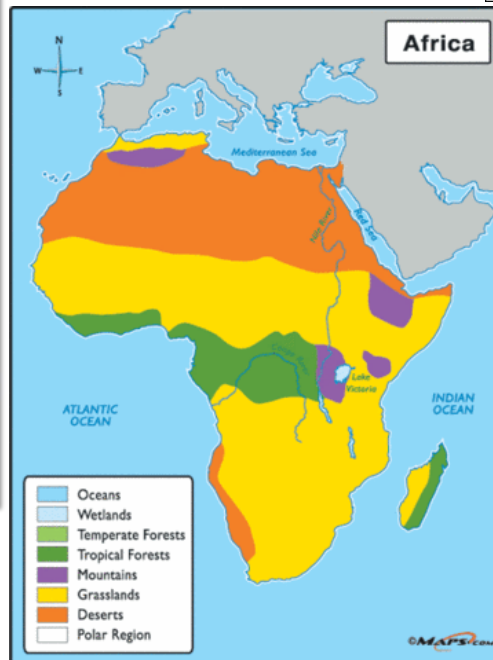 Africa
N
W
E
S
Mediterranean Sea
Nile River
Red Sea
Congo River
Lake
Victoria
ATLANTIC
OCEAN
INDIAN
OCEAN
Oceans
Wetlands
Temperate Forests
Tropical Forests
Mountains
Grasslands
Deserts
Polar Region
©MAPS.COM